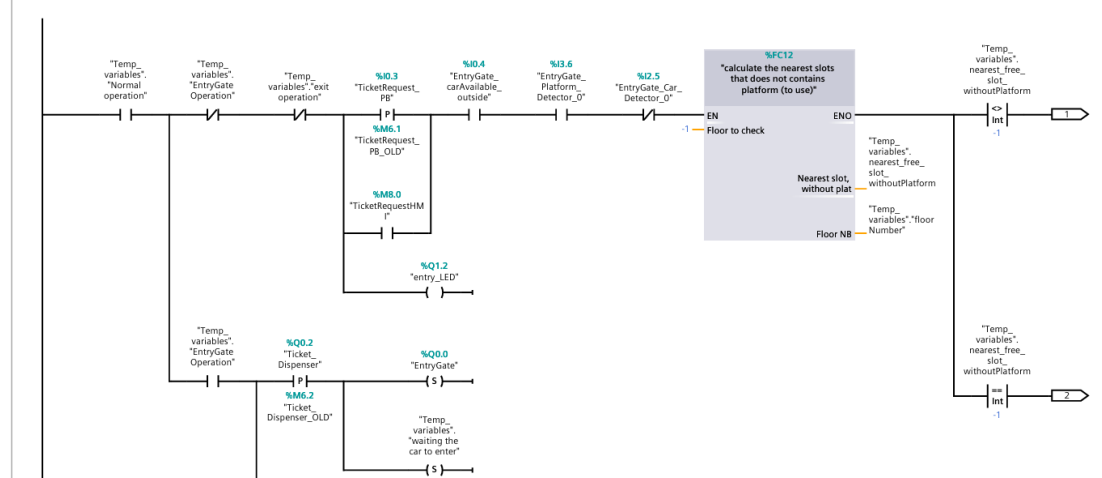 "Temp_
variables".
"Normal
operation"
"Temp_
variables".
"EntryGate
Operation"
"Temp_
variables"."exit
operation"
%I0.3
"TicketRequest_
PB"
P
%M6.1
"TicketRequest_
PB_OLD"
%M8.0
"TicketRequestHM
I"
%Q1.2
"entry_LED"
%I0.4
"EntryGate_
carAvailable_
outside"
%I3.6
"EntryGate_
Platform_
Detector_0"
%I2.5
"EntryGate_Car_
Detector_0"
%FC12
"calculate the nearest slots
that does not contains
platform (to use)"
EN
ENO
-1
Floor to check
Nearest slot,
without plat
"Temp_
variables".
nearest_free_
slot_
withoutPlatform
Floor NB
"Temp_
variables"."floor
Number"
"Temp_
variables".
nearest_free_
slot_
withoutPlatform
<>
Int
-1
1
"Temp_
variables".
nearest_free_
slot_
withoutPlatform
==
Int
-1
2
"Temp_
variables".
"EntryGate
Operation"
%Q0.2
"Ticket_
Dispenser"
P
%M6.2
"Ticket_
Dispenser_OLD"
%Q0.0
"EntryGate"
S
"Temp_
variables".
"waiting the
car to enter"
S